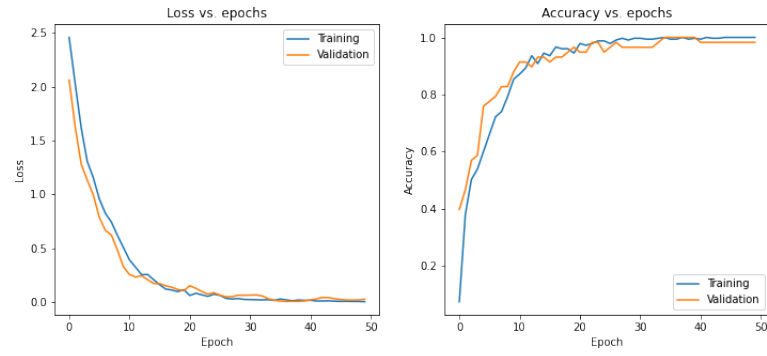 Loss vs. epochs
2.5
2.0
1.5
1.0
0.5
0.0
Loss
0 10 20 30 40 50
Epoch
Training
Validation
Accuracy vs. epochs
1.0
0.8
0.6
0.4
0.2
Accuracy
0 10 20 30 40 50
Epoch
Training
Validation